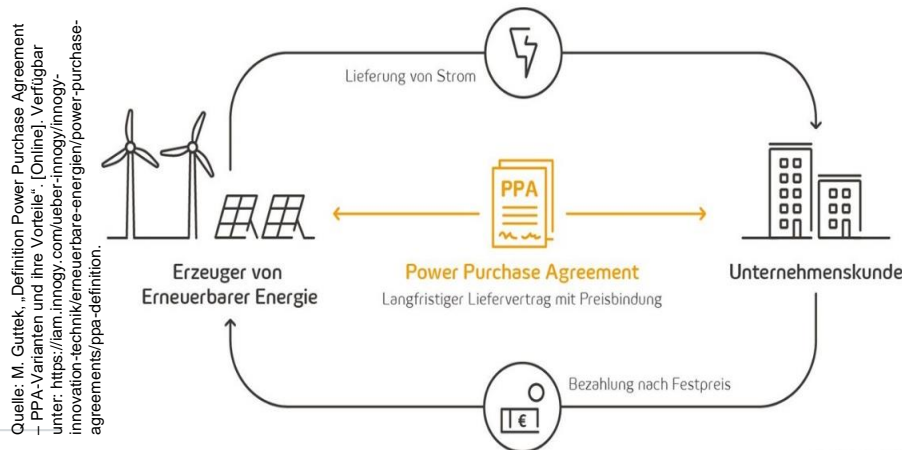 Quelle: M. Guttek, „Definition Power Purchase Agreement
– PPA-Varianten und ihre Vorteile“. [Online]. Verfügbar
unter: https://iam.innogy.com/ueber-innogy/innogy-
innovation-technik/erneuerbare-energien/power-purchase-
agreements/ppa-definition.
Lieferung von Strom
PPA
Erzeuger von
Erneuerbarer Energie
Power Purchase Agreement
Langfristiger Liefervertrag mit Preisbindung
Unternehmenskunde
Bezahlung nach Festpreis
€